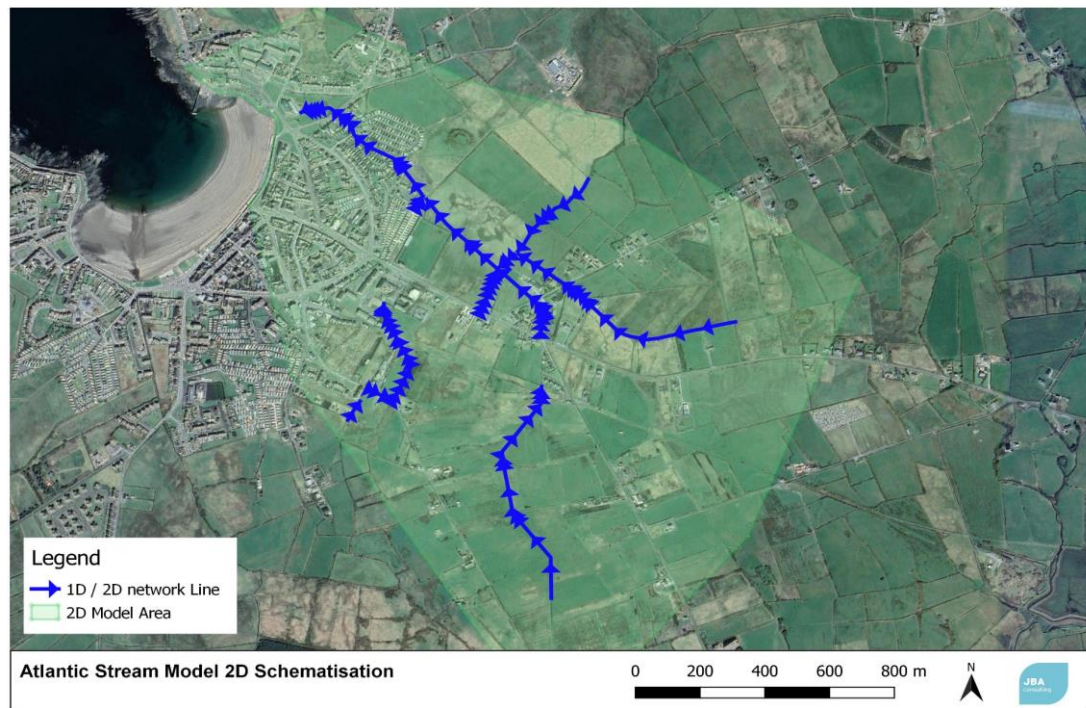 Legend
1D / 2D network Line
2D Model Area
Atlantic Stream Model 2D Schematisation
0 200 400 600 800 m
N
JBA
consulting